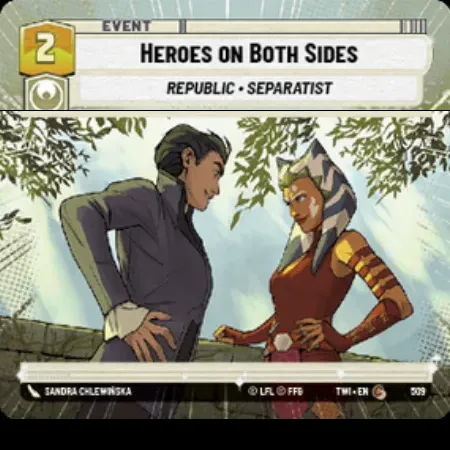 EVENT
2
HEROES ON BOTH SIDES
REPUBLIC • SEPARATIST
SANDRA CHLEWIŃSKA
© LFL Ⓟ FFG
TWI • EN
509